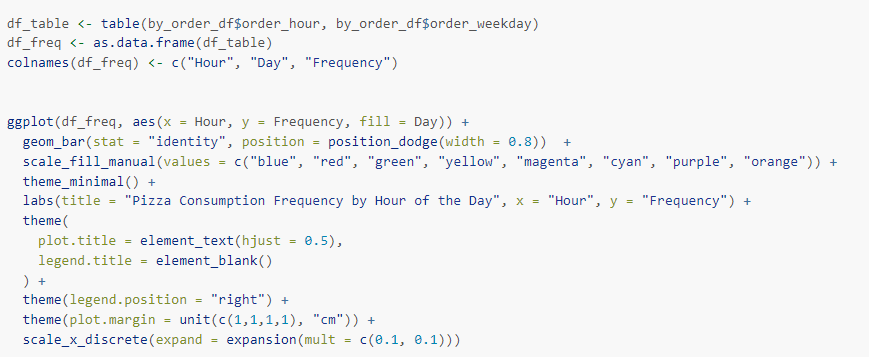 df_table <- table(by_order_df$order_hour, by_order_df$order_weekday)
df_freq <- as.data.frame(df_table)
colnames(df_freq) <- c("Hour", "Day", "Frequency")
ggplot(df_freq, aes(x = Hour, y = Frequency, fill = Day)) +
  geom_bar(stat = "identity", position = position_dodge(width = 0.8))  +
  scale_fill_manual(values = c("blue", "red", "green", "yellow", "magenta", "cyan", "purple", "orange")) +
  theme_minimal() +
  labs(title = "Pizza Consumption Frequency by Hour of the Day", x = "Hour", y = "Frequency") +
  theme(
    plot.title = element_text(hjust = 0.5),
    legend.title = element_blank()
  ) +
  theme(legend.position = "right") +
  theme(plot.margin = unit(c(1,1,1,1), "cm")) +
  scale_x_discrete(expand = expansion(mult = c(0.1, 0.1)))